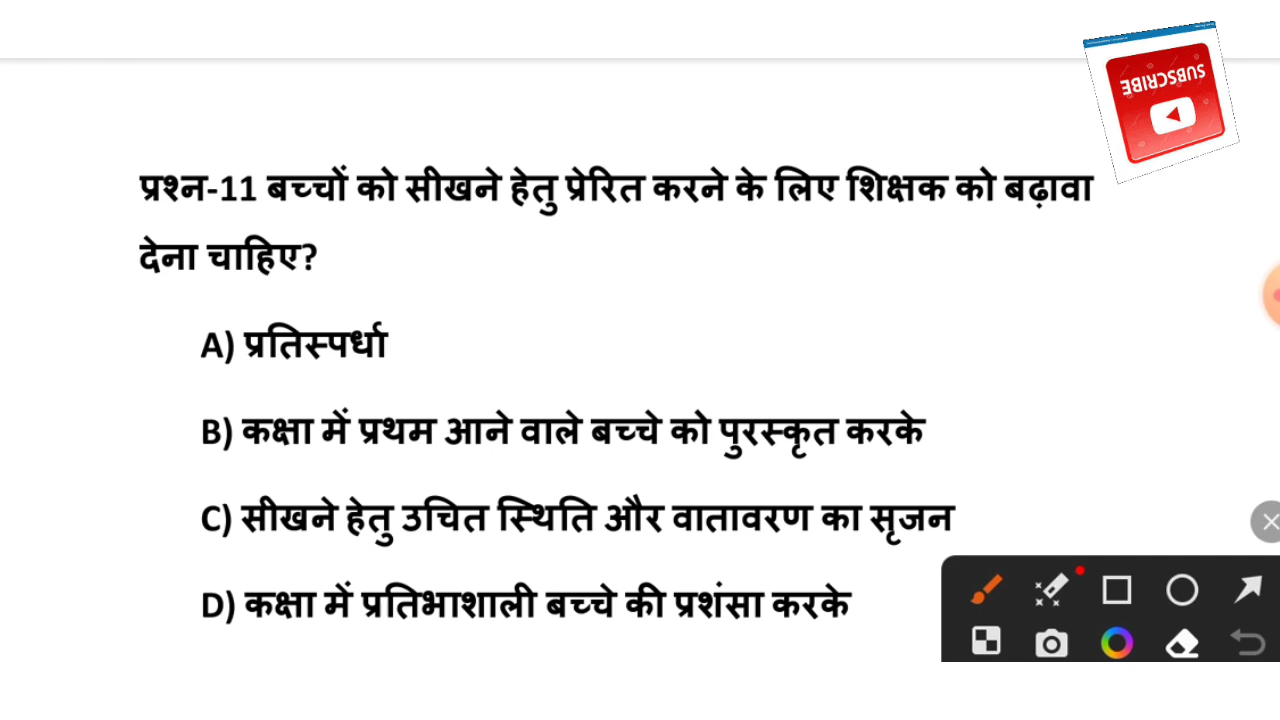 SUBSCRIBE
प्रश्न-11 बच्चों को सीखने हेतु प्रेरित करने के लिए शिक्षक को बढ़ावा
देना चाहिए?
A) प्रतिस्पर्धा
B) कक्षा में प्रथम आने वाले बच्चे को पुरस्कृत करके
C) सीखने हेतु उचित स्थिति और वातावरण का सृजन
D) कक्षा में प्रतिभाशाली बच्चे की प्रशंसा करके